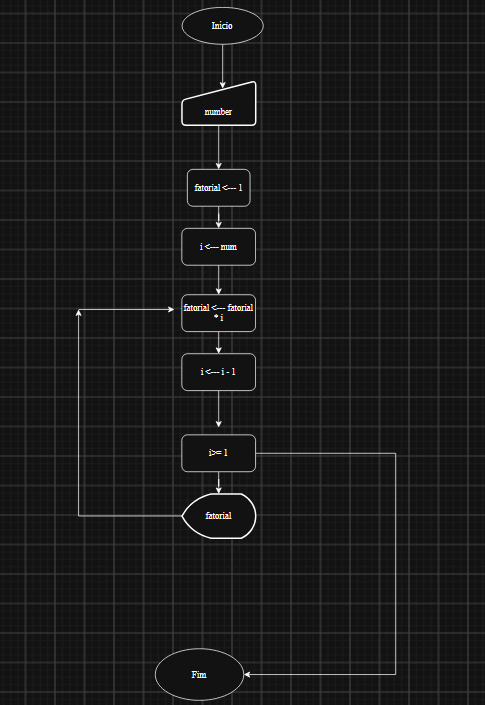 Inicio
number
fatorial <--- 1
i <--- num
fatorial <--- fatorial
* i
i <--- i - 1
i>= 1
fatorial
Fim